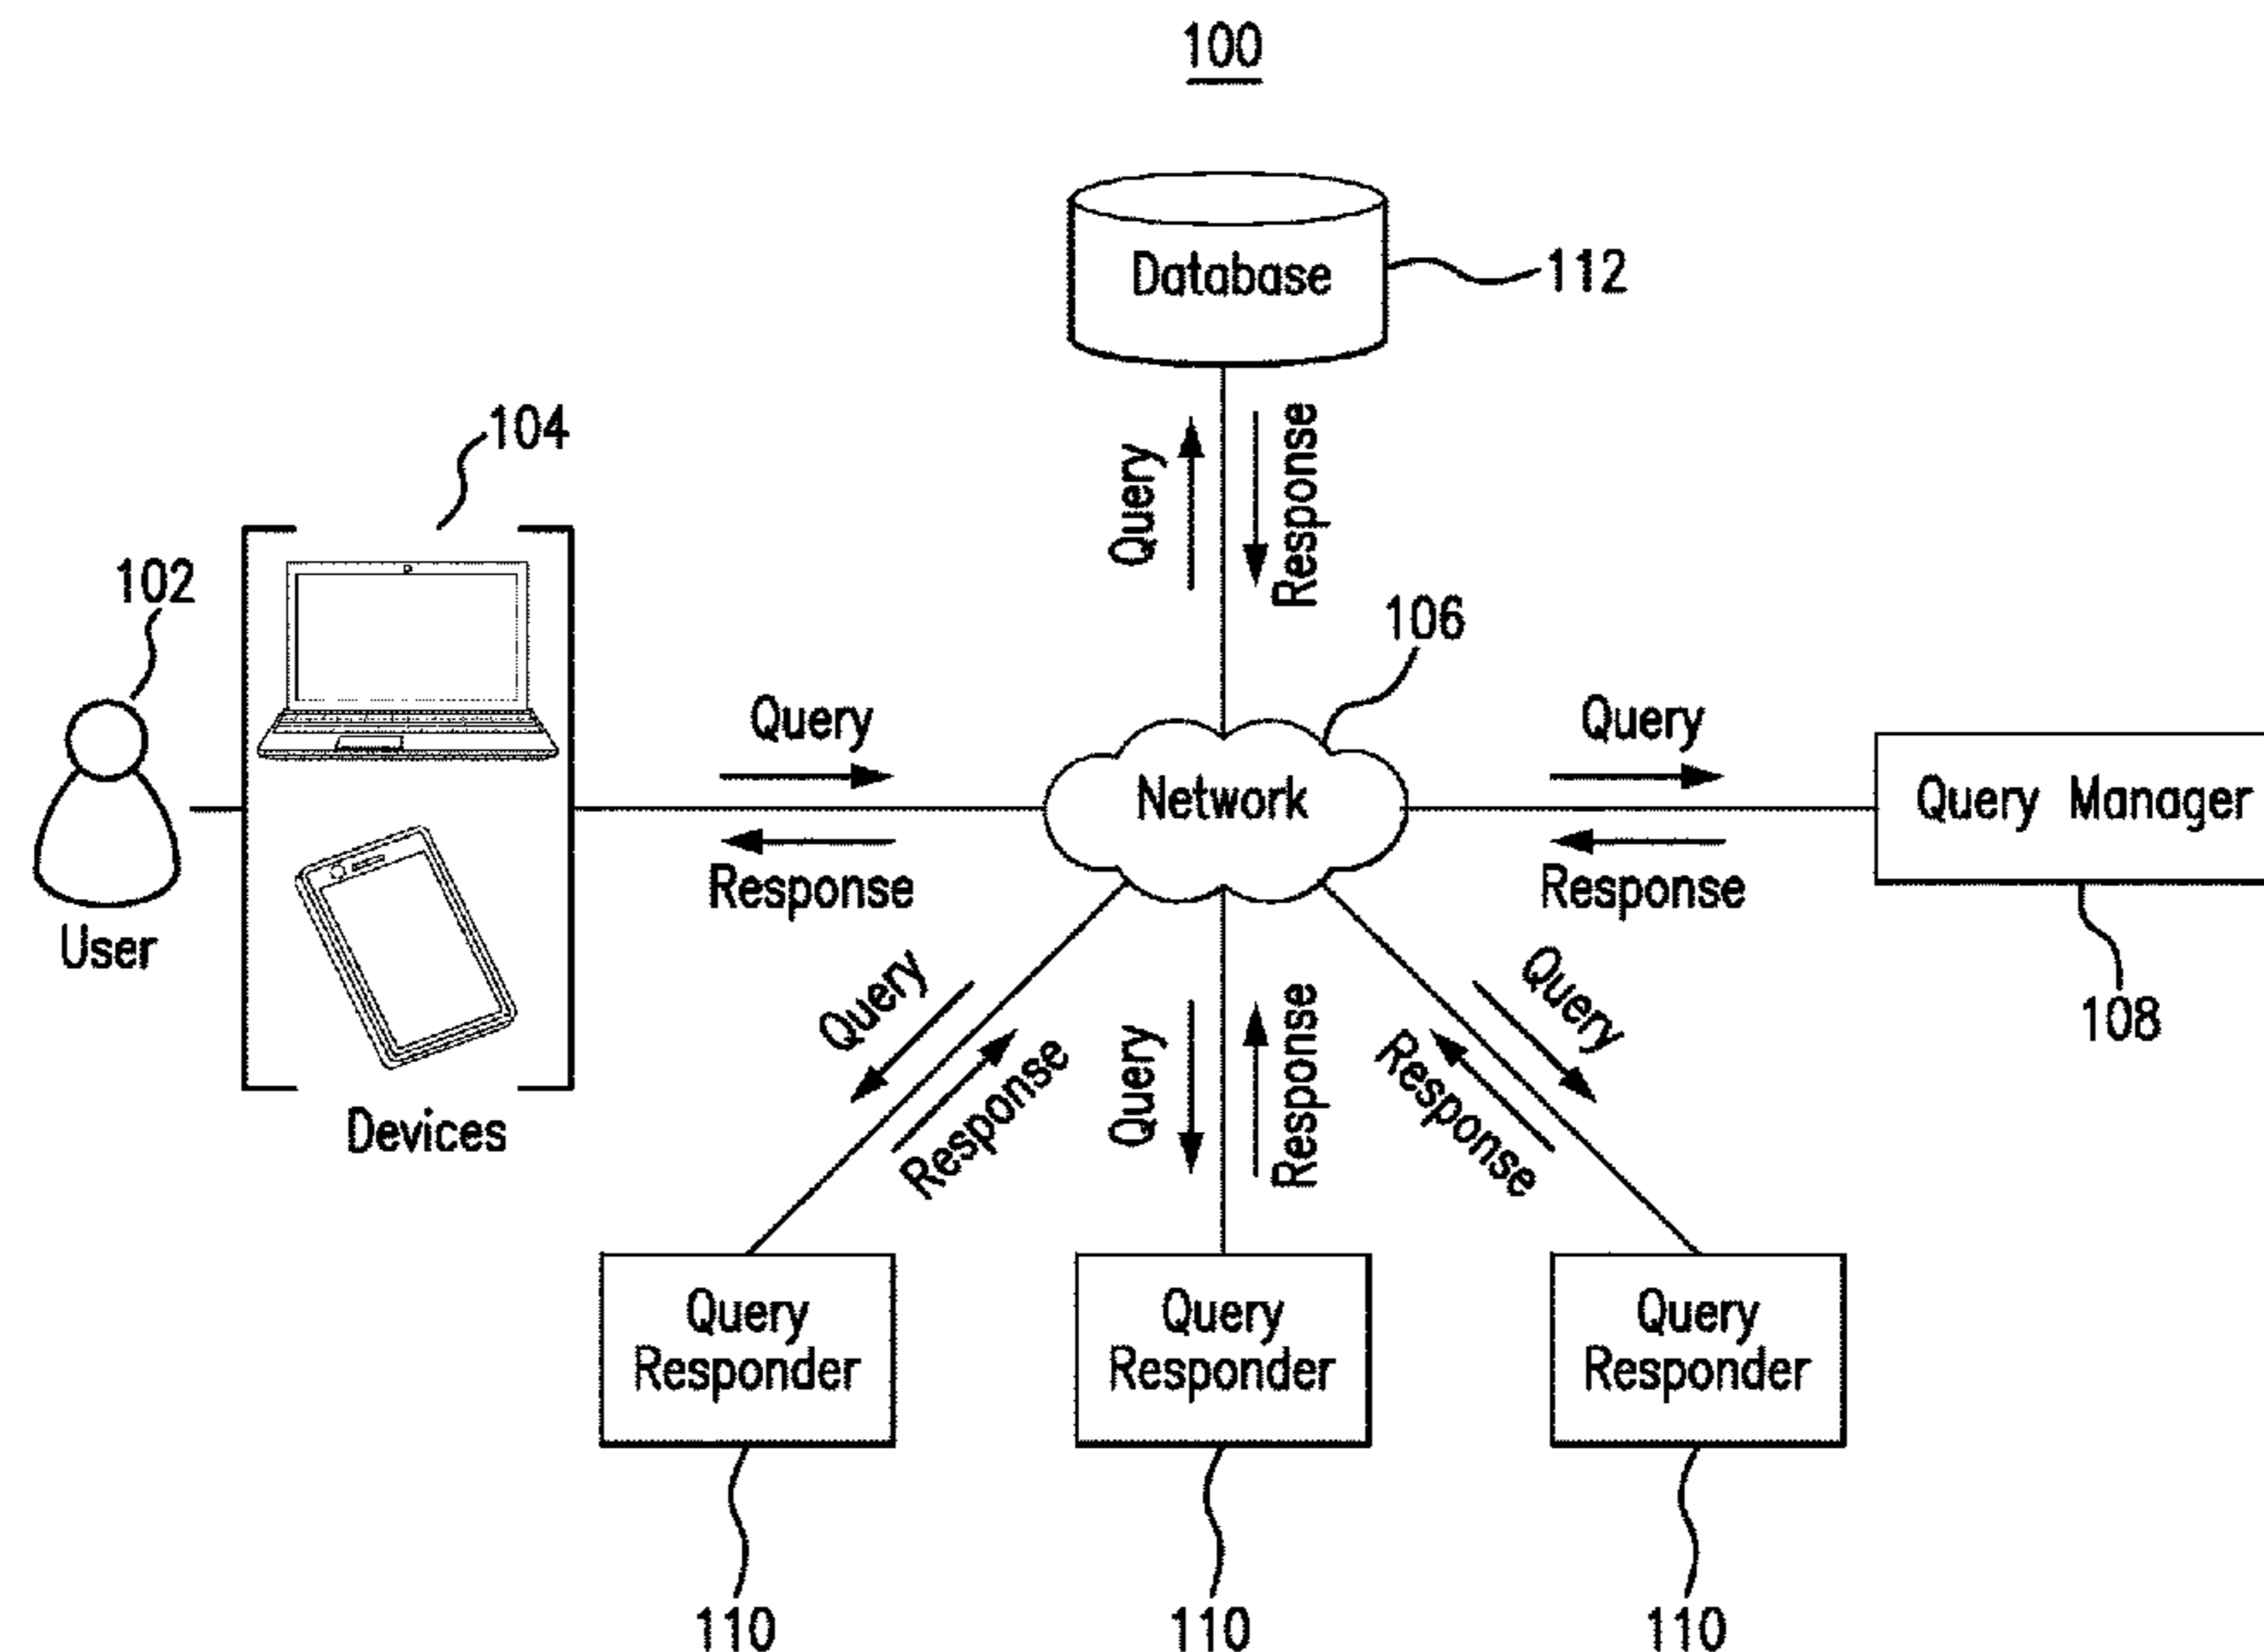 100
Database
112
104
Query
Response
102
106
Query
Query
Network
Query Manager
Response
Response
User
Query
Query
108
Query
Response
Response
Response
Devices
Query
Responder
Query
Responder
Query
Responder
110
110
110